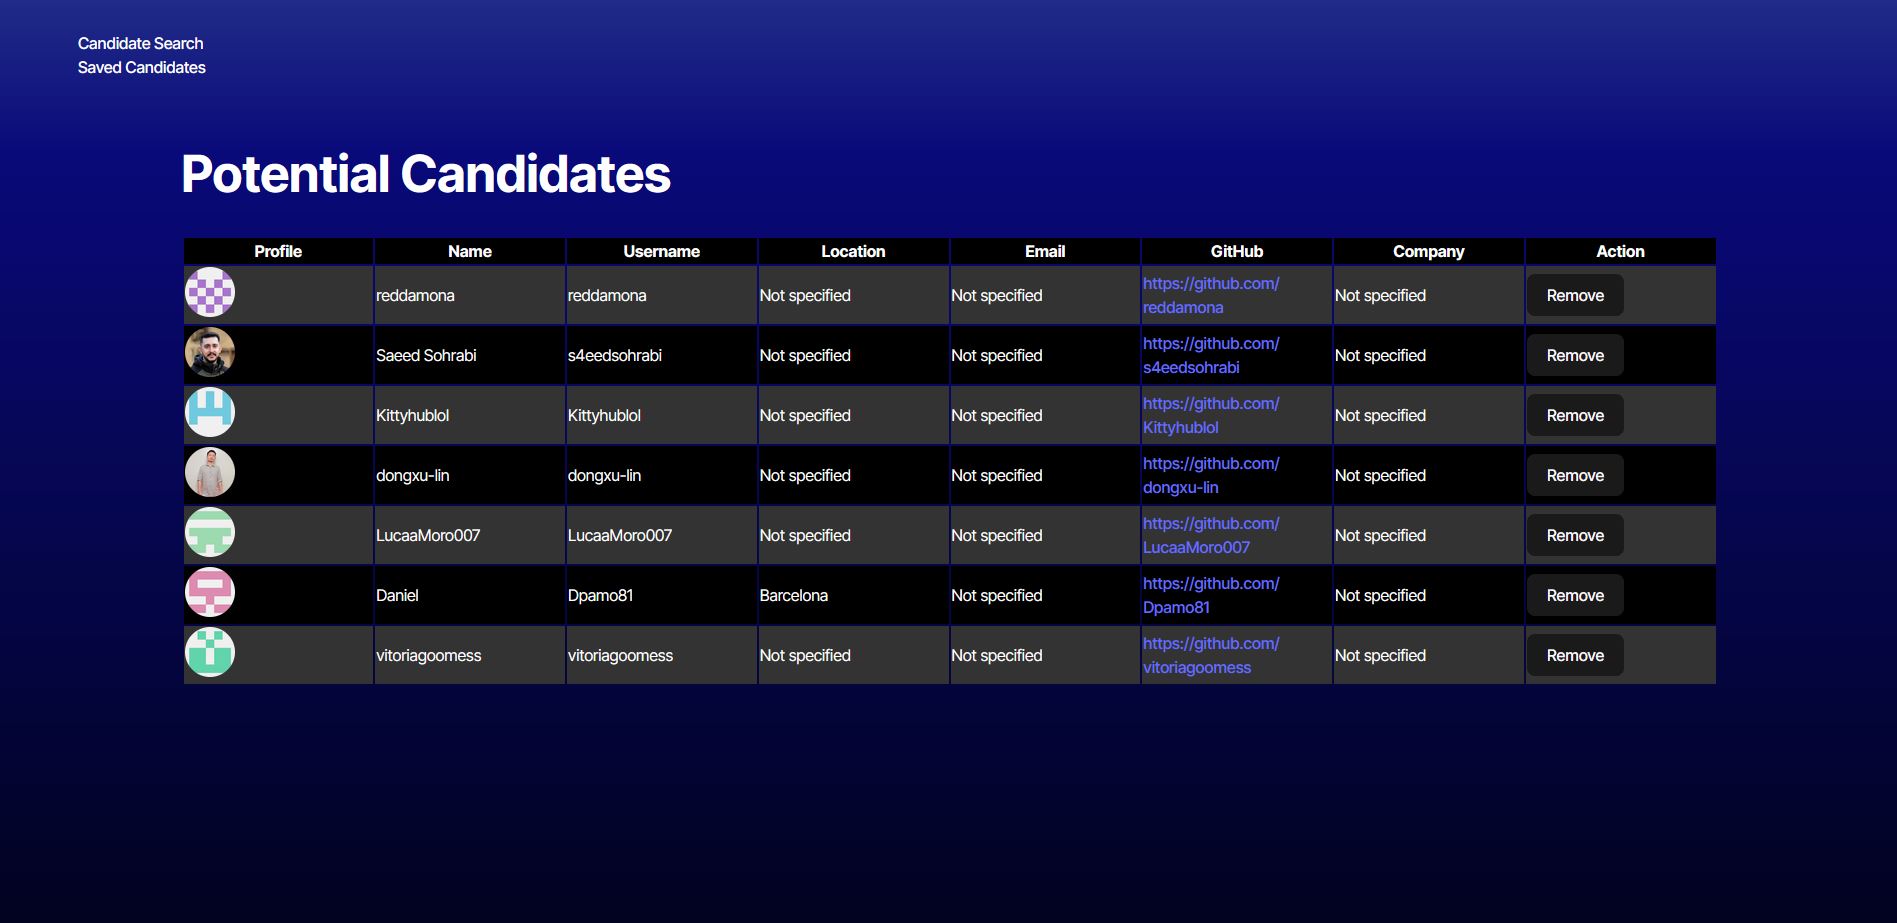 Candidate Search
Saved Candidates
Potential Candidates
Profile Name Username Location Email GitHub Company Action
reddamona reddamona Not specified Not specified https://github.com/
reddamona Not specified Remove
Saeed Sohrabi s4eedsohrabi Not specified Not specified https://github.com/
s4eedsohrabi Not specified Remove
Kittyhublol Kittyhublol Not specified Not specified https://github.com/
Kittyhublol Not specified Remove
dongxu-lin dongxu-lin Not specified Not specified https://github.com/
dongxu-lin Not specified Remove
LucaaMoro007 LucaaMoro007 Not specified Not specified https://github.com/
LucaaMoro007 Not specified Remove
Daniel Dpamo81 Barcelona Not specified https://github.com/
Dpamo81 Not specified Remove
vitoriagoomess vitoriagoomess Not specified Not specified https://github.com/
vitoriagoomess Not specified Remove